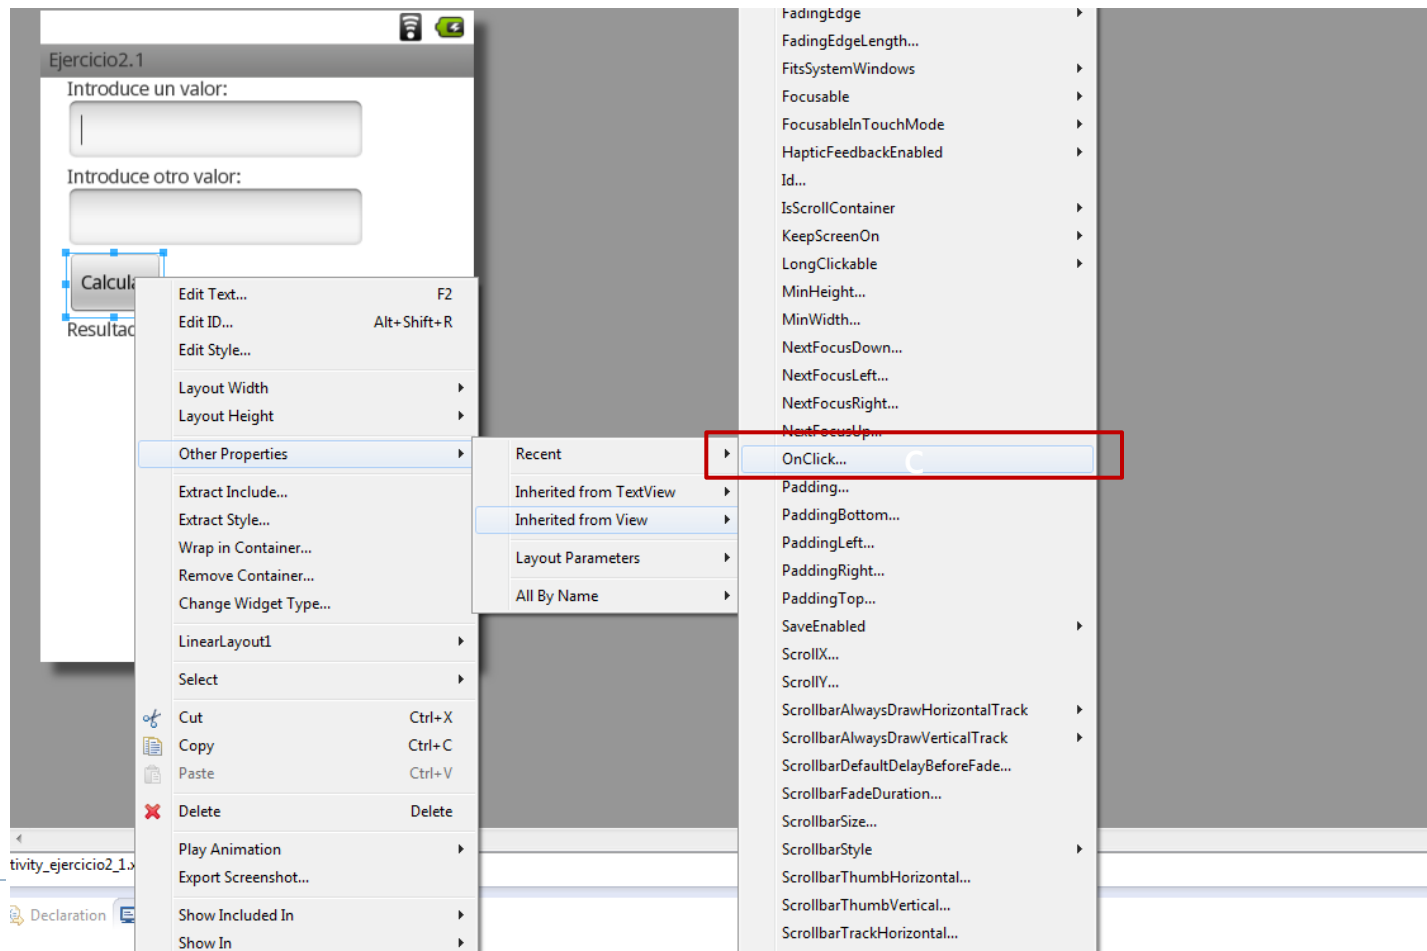 Ejercicio2.1
Introduce un valor:
Introduce otro valor:
Calcula
Resultad
Edit Text... F2
Edit ID... Alt+Shift+R
Edit Style...
Layout Width
Layout Height
Other Properties
Extract Include...
Extract Style...
Wrap in Container...
Remove Container...
Change Widget Type...
LinearLayout1
Select
Cut Ctrl+X
Copy Ctrl+C
Paste Ctrl+V
Delete Delete
Play Animation
Export Screenshot...
Show Included In
Show In
Recent
Inherited from TextView
Inherited from View
Layout Parameters
All By Name
FadingEdge
FadingEdgeLength...
FitsSystemWindows
Focusable
FocusableInTouchMode
HapticFeedbackEnabled
Id...
IsScrollContainer
KeepScreenOn
LongClickable
MinHeight...
MinWidth...
NextFocusDown...
NextFocusLeft...
NextFocusRight...
NextFocusUp...
OnClick... C
Padding...
PaddingBottom...
PaddingLeft...
PaddingRight...
PaddingTop...
SaveEnabled
ScrollX...
ScrollY...
ScrollbarAlwaysDrawHorizontalTrack
ScrollbarAlwaysDrawVerticalTrack
ScrollbarDefaultDelayBeforeFade...
ScrollbarFadeDuration...
ScrollbarSize...
ScrollbarStyle
ScrollbarThumbHorizontal...
ScrollbarThumbVertical...
ScrollbarTrackHorizontal...
tivity_ejercicio2_1.x
Declaration